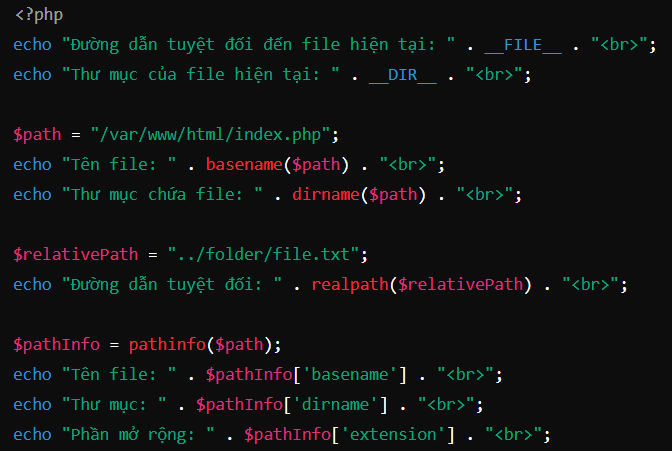 <?php
echo "Đường dẫn tuyệt đối đến file hiện tại: " . __FILE__ . "<br>";
echo "Thư mục của file hiện tại: " . __DIR__ . "<br>";
$path = "/var/www/html/index.php";
echo "Tên file: " . basename($path) . "<br>";
echo "Thư mục chứa file: " . dirname($path) . "<br>";
$relativePath = "../folder/file.txt";
echo "Đường dẫn tuyệt đối: " . realpath($relativePath) . "<br>";
$pathInfo = pathinfo($path);
echo "Tên file: " . $pathInfo['basename'] . "<br>";
echo "Thư mục: " . $pathInfo['dirname'] . "<br>";
echo "Phần mở rộng: " . $pathInfo['extension'] . "<br>";